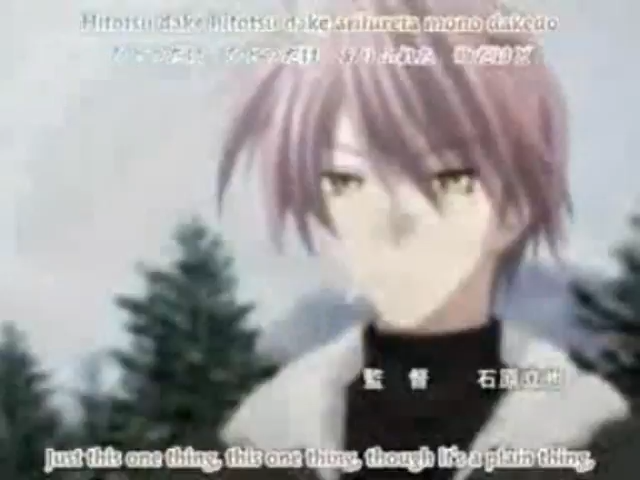 Hitotsu dake hitotsu dake arifureta mono dakedo
ひとつだけ ひとつだけ ありふれた 物だけど
監 督 石原立也
Just this one thing, this one thing, though it's a plain thing,